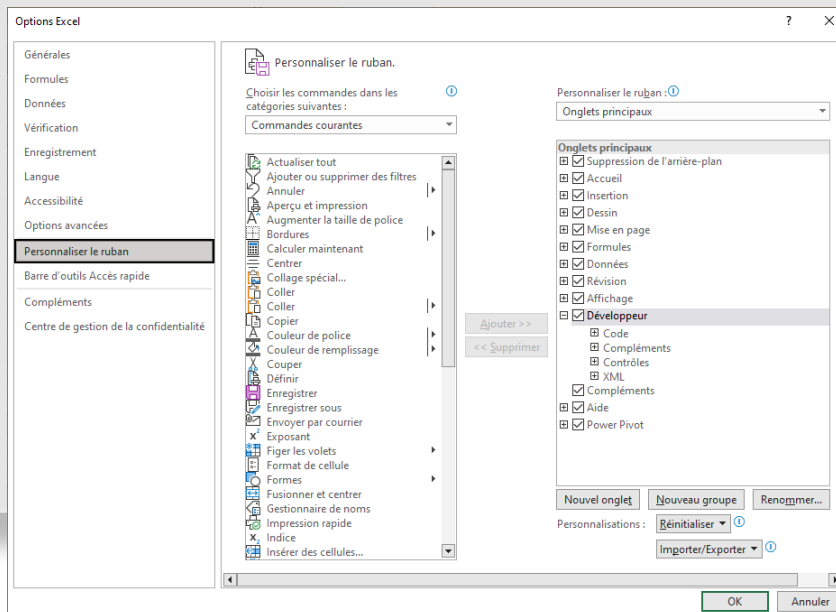 Options Excel
?
Générales
Formules
Données
Vérification
Enregistrement
Langue
Accessibilité
Options avancées
Personnaliser le ruban
Barre d'outils Accès rapide
Compléments
Centre de gestion de la confidentialité
Personnaliser le ruban.
Choisir les commandes dans les
catégories suivantes :
Commandes courantes
Actualiser tout
Ajouter ou supprimer des filtres
Annuler
Aperçu et impression
Augmenter la taille de police
Bordures
Calculer maintenant
Centrer
Collage spécial...
Coller
Coller
Copier
Couleur de police
Couleur de remplissage
Couper
Définir
Enregistrer
Enregistrer sous
Envoyer par courrier
Exposant
Figer les volets
Format de cellule
Formes
Fusionner et centrer
Gestionnaire de noms
Impression rapide
Indice
Insérer des cellules...
Ajouter >>
<< Supprimer
Personnaliser le ruban :
Onglets principaux
Onglets principaux
Suppression de l'arrière-plan
Accueil
Insertion
Dessin
Mise en page
Formules
Données
Révision
Affichage
Développeur
Code
Compléments
Contrôles
XML
Compléments
Aide
Power Pivot
Nouvel onglet
Nouveau groupe
Renommer...
Personnalisations :
Réinitialiser
Importer/Exporter
OK
Annuler